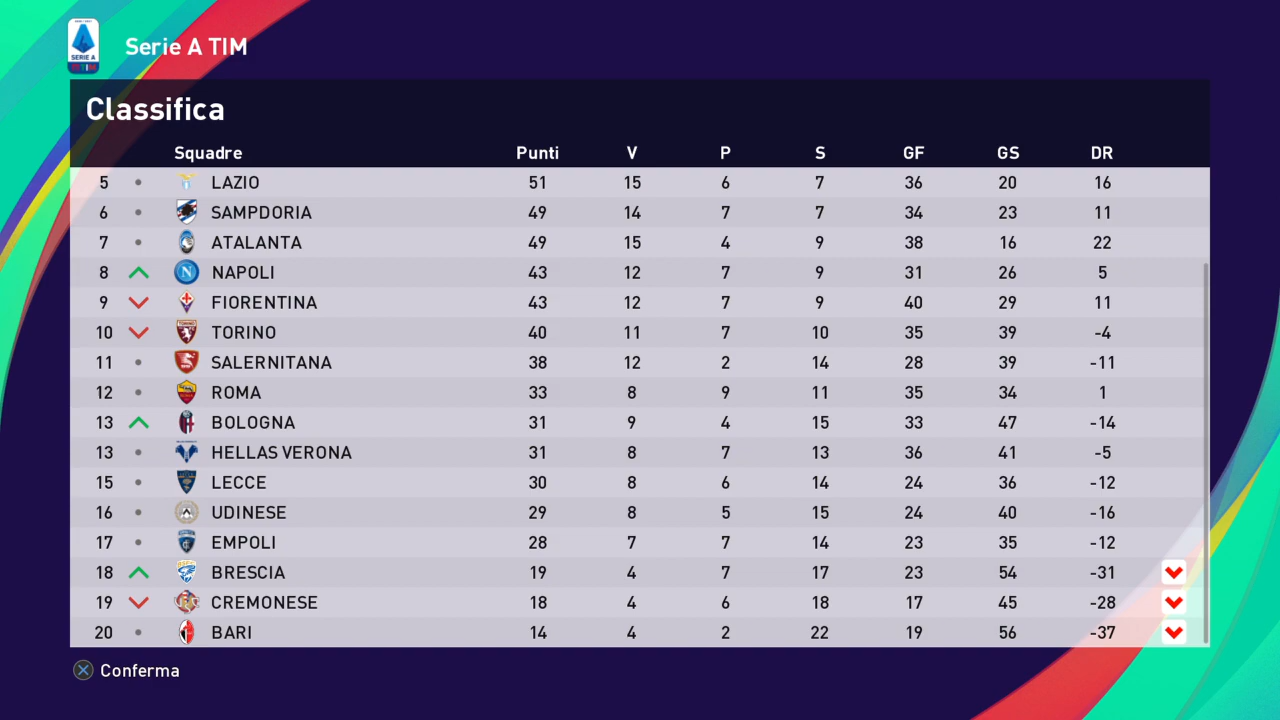 SERIE A
TIM
Serie A TIM
Classifica
Squadre Punti V P S GF GS DR
5 LAZIO 51 15 6 7 36 20 16
6 SAMPDORIA 49 14 7 7 34 23 11
7 ATALANTA 49 15 4 9 38 16 22
8 NAPOLI 43 12 7 9 31 26 5
9 FIORENTINA 43 12 7 9 40 29 11
10 TORINO 40 11 7 10 35 39 -4
11 SALERNITANA 38 12 2 14 28 39 -11
12 ROMA 33 8 9 11 35 34 1
13 BOLOGNA 31 9 4 15 33 47 -14
13 HELLAS VERONA 31 8 7 13 36 41 -5
15 LECCE 30 8 6 14 24 36 -12
16 UDINESE 29 8 5 15 24 40 -16
17 EMPOLI 28 7 7 14 23 35 -12
18 BRESCIA 19 4 7 17 23 54 -31
19 CREMONESE 18 4 6 18 17 45 -28
20 BARI 14 4 2 22 19 56 -37
Conferma